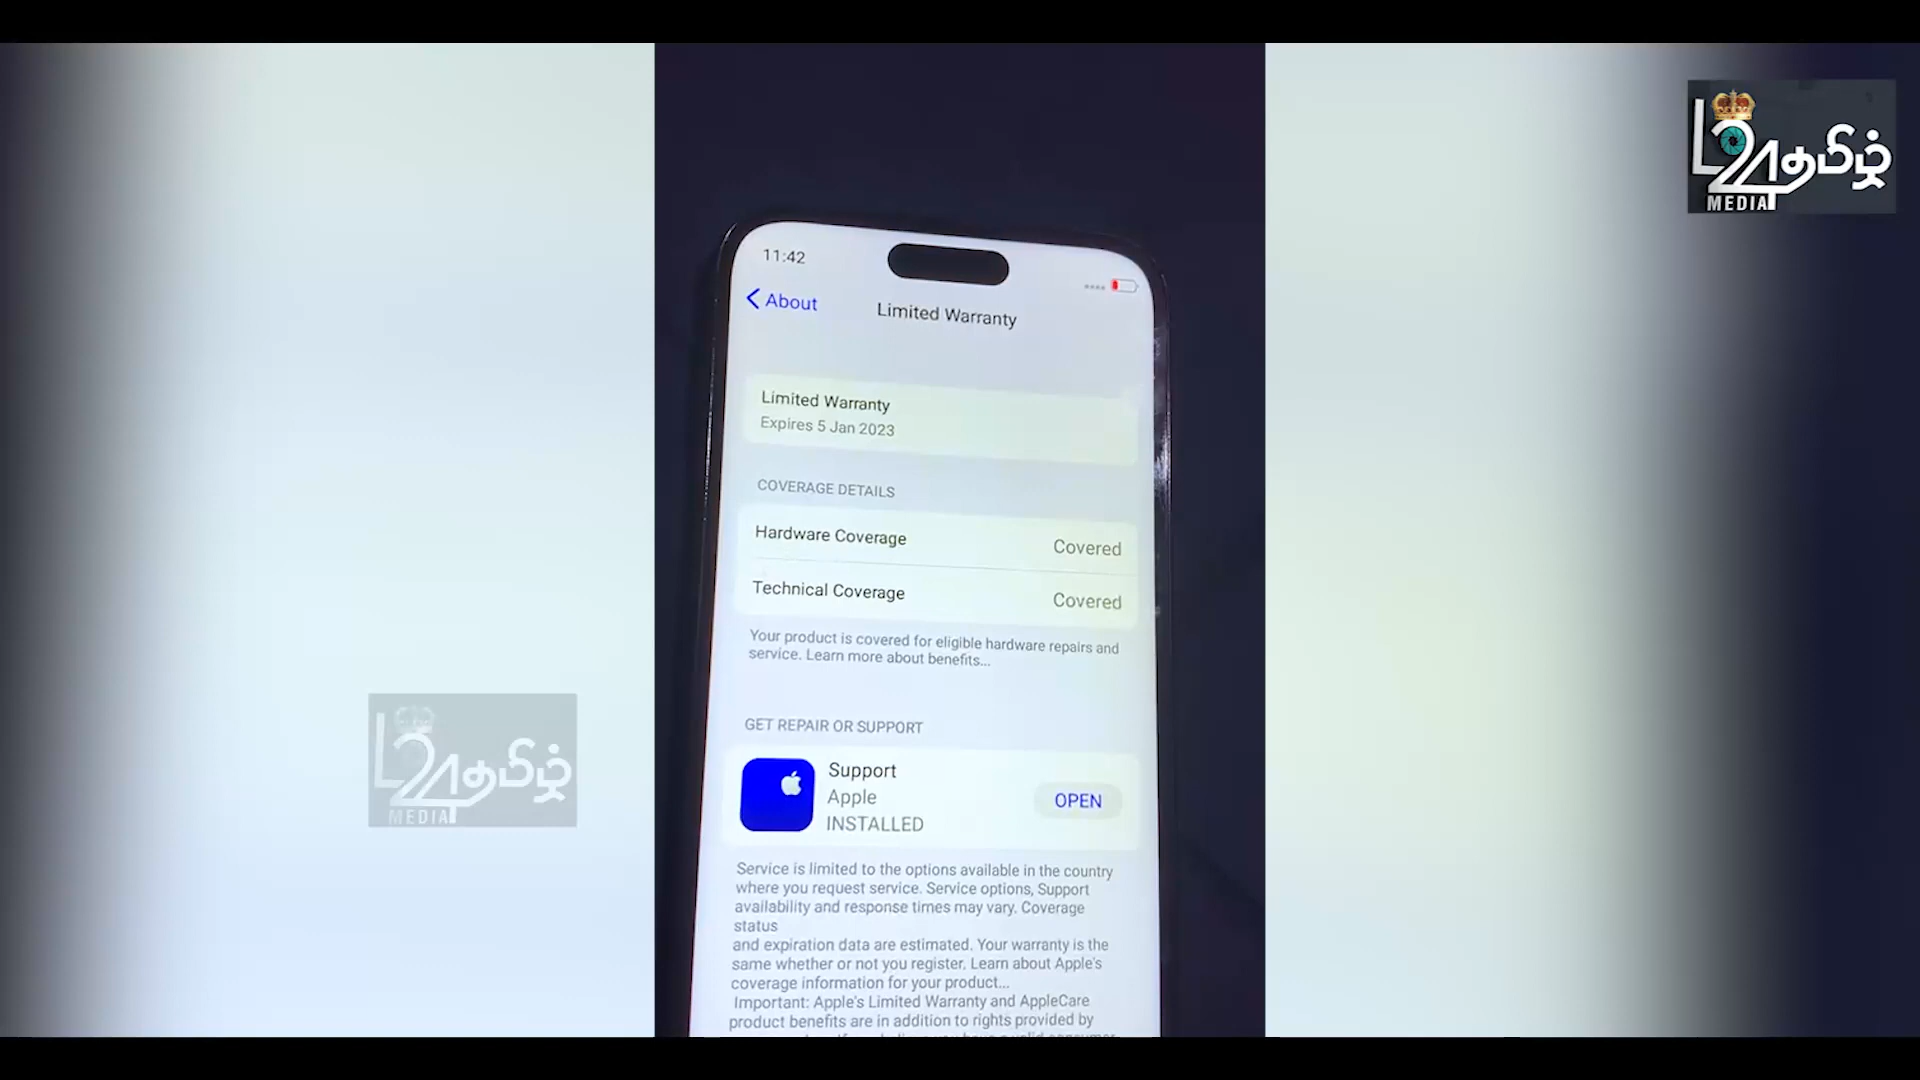 L24தமிழ்
MEDIA
11:42
About
Limited Warranty
Limited Warranty
Expires 5 Jan 2023
COVERAGE DETAILS
Hardware Coverage Covered
Technical Coverage Covered
Your product is covered for eligible hardware repairs and
service. Learn more about benefits...
GET REPAIR OR SUPPORT
Support
Apple
INSTALLED
OPEN
Service is limited to the options available in the country
where you request service. Service options, Support
availability and response times may vary. Coverage
status
and expiration data are estimated. Your warranty is the
same whether or not you register. Learn about Apple's
coverage information for your product...
Important: Apple's Limited Warranty and AppleCare
product benefits are in addition to rights provided by
L24தமிழ்
MEDIA